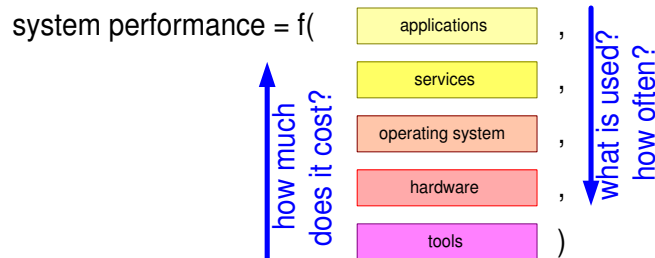 system performance = f( applications ,
services ,
operating system ,
hardware ,
tools )
how much
does it cost?
what is used?
how often?